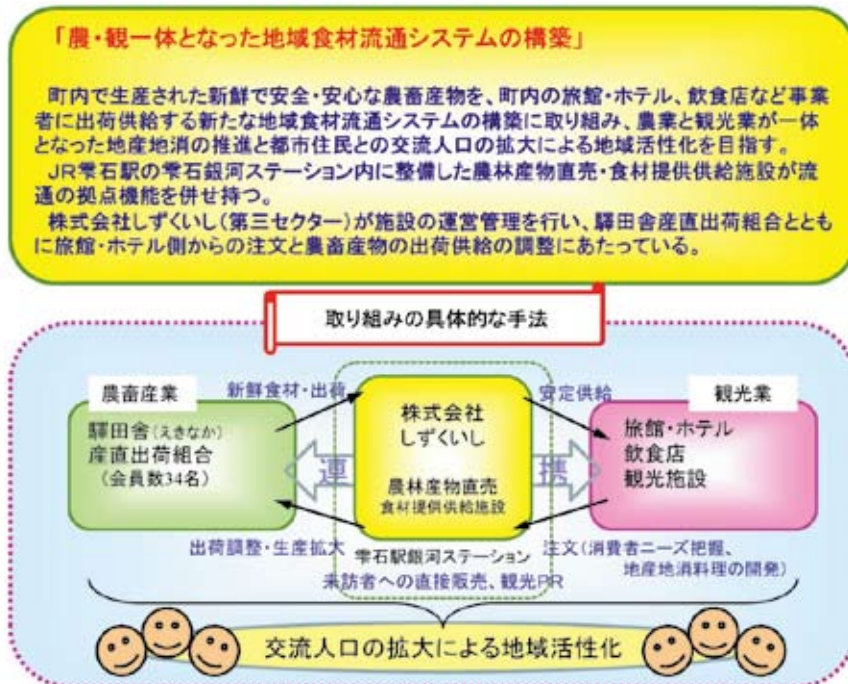 「農・観一体となった地域食材流通システムの構築」
町内で生産された新鮮で安全・安心な農畜産物を、町内の旅館・ホテル、飲食店など事業
者に出荷供給する新たな地域食材流通システムの構築に取り組み、農業と観光業が一体
となった地産地消の推進と都市住民との交流人口の拡大による地域活性化を目指す。
JR雫石駅の雫石銀河ステーション内に整備した農林産物直売・食材提供供給施設が流
通の拠点機能を併せ持つ。
株式会社しずくいし(第三セクター)が施設の運営管理を行い、驛田舎産直出荷組合ととも
に旅館・ホテル側からの注文と農畜産物の出荷供給の調整にあたっている。
取り組みの具体的な手法
農畜産業
新鮮食材・出荷
驛田舎(えきなか)
産直出荷組合
(会員数34名)
連
株式会社
しずくいし
農林産物直売
食材提供供給施設
安定供給
携
観光業
旅館・ホテル
飲食店
観光施設
出荷調整・生産拡大
雫石駅銀河ステーション
来訪者への直接販売、観光PR
注文(消費者ニーズ把握、
地産地消料理の開発)
交流人口の拡大による地域活性化